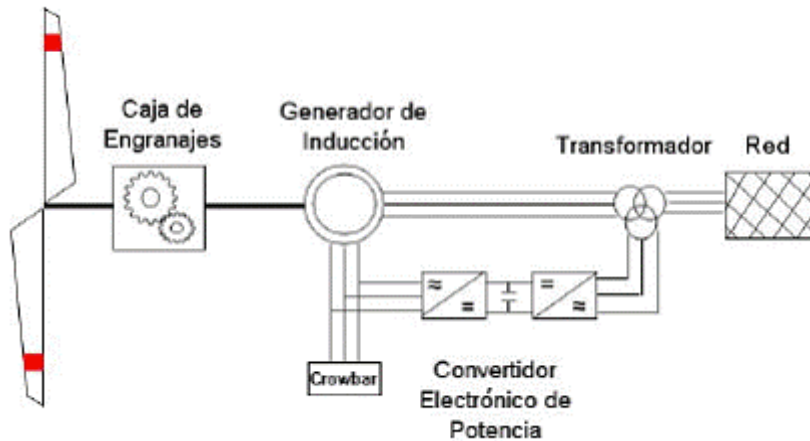 Caja de
Engranajes
Generador de
Inducción
Transformador
Red
Crowbar
Convertidor
Electrónico de
Potencia